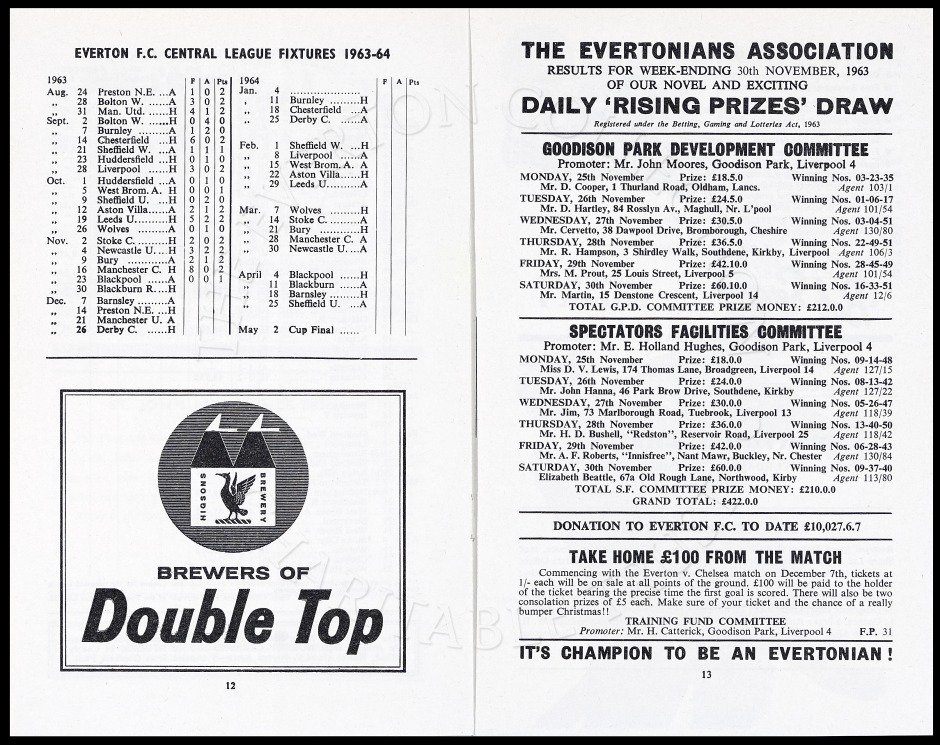 EVERTON F.C. CENTRAL LEAGUE FIXTURES 1963-64
1963 F A Pts
Aug. 24 Preston N.E. ...A 1 0 2
„ 28 Bolton W. ......A 3 0 2
„ 31 Man. Utd. ......H 4 1 2
Sept. 2 Bolton W. ......H 0 4 0
„ 7 Burnley .........A 1 2 0
„ 14 Chesterfield ...H 6 0 2
„ 21 Sheffield W. ...A 1 1 1
„ 23 Huddersfield ...H 0 1 0
„ 28 Liverpool ......H 3 0 2
Oct. 1 Huddersfield ...A 0 1 0
„ 5 West Brom. A. H 0 0 1
„ 9 Sheffield U. ...H 0 2 0
„ 12 Aston Villa......A 2 1 2
„ 19 Leeds U..........H 5 2 2
„ 26 Wolves .........A 0 1 0
Nov. 2 Stoke C. .........H 2 0 2
„ 4 Newcastle U. ...H 3 2 2
„ 9 Bury ............A 2 1 2
„ 16 Manchester C. H 8 0 2
„ 23 Blackpool ......A 0 0 1
„ 30 Blackburn R. ...H
Dec. 7 Barnsley .........A
„ 14 Preston N.E. ...H
„ 21 Manchester U. A
„ 26 Derby C. ......H
1964 F A Pts
Jan. 4 .....................
„ 11 Burnley .........H
„ 18 Chesterfield ...A
„ 25 Derby C. ......A
Feb. 1 Sheffield W. ...H
„ 8 Liverpool ......A
„ 15 West Brom. A. A
„ 22 Aston Villa......H
„ 29 Leeds U..........A
Mar. 7 Wolves .........H
„ 14 Stoke C. .........A
„ 21 Bury ............H
„ 28 Manchester C. A
„ 30 Newcastle U. ...A
April 4 Blackpool ......H
„ 11 Blackburn ......A
„ 18 Barnsley .........H
„ 25 Sheffield U. ...A
May 2 Cup Final ......
HIGSONS BREWERY
BREWERS OF
Double Top
12
THE EVERTONIANS ASSOCIATION
RESULTS FOR WEEK-ENDING 30th NOVEMBER, 1963
OF OUR NOVEL AND EXCITING
DAILY ‘RISING PRIZES’ DRAW
Registered under the Betting, Gaming and Lotteries Act, 1963
GOODISON PARK DEVELOPMENT COMMITTEE
Promoter: Mr. John Moores, Goodison Park, Liverpool 4
MONDAY, 25th November Prize: £18.5.0 Winning Nos. 03-23-35
Mr. D. Cooper, 1 Thurland Road, Oldham, Lancs. Agent 103/1
TUESDAY, 26th November Prize: £24.5.0 Winning Nos. 01-06-17
Mr. D. Hartley, 84 Rosslyn Av., Maghull, Nr. L'pool Agent 101/54
WEDNESDAY, 27th November Prize: £30.5.0 Winning Nos. 03-04-51
Mr. Cervetto, 38 Dawpool Drive, Bromborough, Cheshire Agent 130/80
THURSDAY, 28th November Prize: £36.5.0 Winning Nos. 22-49-51
Mr. R. Hampson, 3 Shirdley Walk, Southdene, Kirkby, Liverpool Agent 106/3
FRIDAY, 29th November Prize: £42.10.0 Winning Nos. 28-45-49
Mrs. M. Prout, 25 Louis Street, Liverpool 5 Agent 101/54
SATURDAY, 30th November Prize: £60.10.0 Winning Nos. 16-33-51
Mr. Martin, 15 Denstone Crescent, Liverpool 14 Agent 12/6
TOTAL G.P.D. COMMITTEE PRIZE MONEY: £212.0.0
SPECTATORS FACILITIES COMMITTEE
Promoter: Mr. E. Holland Hughes, Goodison Park, Liverpool 4
MONDAY, 25th November Prize: £18.0.0 Winning Nos. 09-14-48
Miss D. V. Lewis, 174 Thomas Lane, Broadgreen, Liverpool 14 Agent 127/15
TUESDAY, 26th November Prize: £24.0.0 Winning Nos. 08-13-42
Mr. John Hanna, 46 Park Brow Drive, Southdene, Kirkby Agent 127/22
WEDNESDAY, 27th November Prize: £30.0.0 Winning Nos. 05-26-47
Mr. Jim, 73 Marlborough Road, Tuebrook, Liverpool 13 Agent 118/39
THURSDAY, 28th November Prize: £36.0.0 Winning Nos. 13-40-50
Mr. H. D. Bushell, “Redston”, Reservoir Road, Liverpool 25 Agent 118/42
FRIDAY, 29th November Prize: £42.0.0 Winning Nos. 06-28-43
Mr. A. F. Roberts, “Innisfree”, Nant Mawr, Buckley, Nr. Chester Agent 130/84
SATURDAY, 30th November Prize: £60.0.0 Winning Nos. 09-37-40
Elizabeth Beattle, 67a Old Rough Lane, Northwood, Kirby Agent 113/80
TOTAL S.F. COMMITTEE PRIZE MONEY: £210.0.0
GRAND TOTAL: £422.0.0
DONATION TO EVERTON F.C. TO DATE £10,027.6.7
TAKE HOME £100 FROM THE MATCH
Commencing with the Everton v. Chelsea match on December 7th, tickets at
1/- each will be on sale at all points of the ground. £100 will be paid to the holder
of the ticket bearing the precise time the first goal is scored. There will also be two
consolation prizes of £5 each. Make sure of your ticket and the chance of a really
bumper Christmas!!
TRAINING FUND COMMITTEE
Promoter: Mr. H. Catterick, Goodison Park, Liverpool 4 F.P. 31
IT'S CHAMPION TO BE AN EVERTONIAN !
13